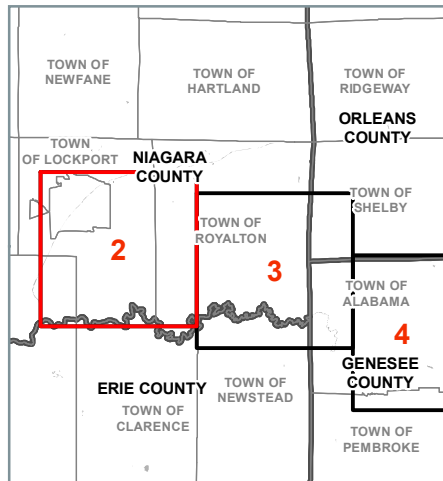 TOWN OF
NEWFANE
TOWN OF
HARTLAND
TOWN OF
RIDGEWAY
ORLEANS
COUNTY
TOWN
OF LOCKPORT
NIAGARA
COUNTY
TOWN OF
SHELBY
TOWN OF
ROYALTON
2
3
TOWN OF
ALABAMA
4
GENESEE
COUNTY
ERIE COUNTY
TOWN OF
NEWSTEAD
TOWN OF
CLARENCE
TOWN OF
PEMBROKE